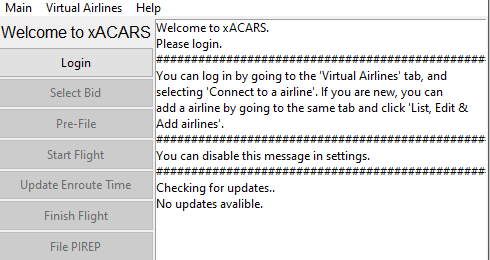 Main Virtual Airlines Help
Welcome to xACARS
Login
Select Bid
Pre-File
Start Flight
Update Enroute Time
Finish Flight
File PIREP
Welcome to xACARS.
Please login.
###############################################
You can log in by going to the 'Virtual Airlines' tab, and
selecting 'Connect to a airline'. If you are new, you can
add a airline by going to the same tab and click 'List, Edit &
Add airlines'.
###############################################
You can disable this message in settings.
###############################################
Checking for updates..
No updates avalible.